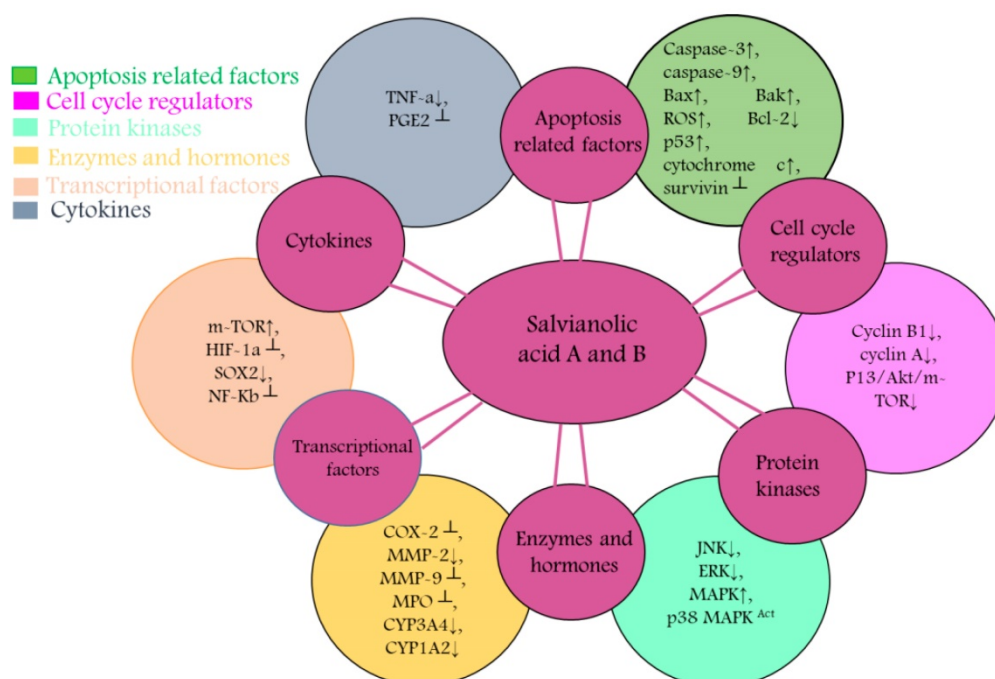 Apoptosis related factors
Cell cycle regulators
Protein kinases
Enzymes and hormones
Transcriptional factors
Cytokines
TNF-a↓,
PGE2 ┴
Apoptosis
related factors
Caspase-3↑,
caspase-9↑,
Bax↑, Bak↑,
ROS↑, Bcl-2↓
p53↑,
cytochrome c↑,
survivin ┴
Cytokines
Cell cycle
regulators
Salvianolic
acid A and B
m-TOR↑,
HIF-1a ┴,
SOX2↓,
NF-Kb ┴
Cyclin B1↓,
cyclin A↓,
P13/Akt/m-
TOR↓
Transcriptional
factors
Protein
kinases
COX-2 ┴,
MMP-2↓,
MMP-9 ┴,
MPO ┴,
CYP3A4↓,
CYP1A2↓
Enzymes and
hormones
JNK↓,
ERK↓,
MAPK↑,
p38 MAPK Act